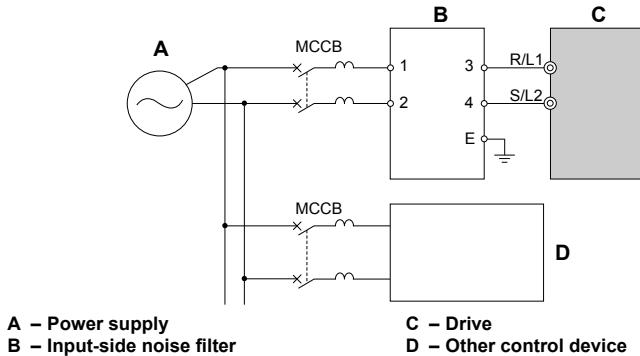 A
B
C
MCCB
1
3
R/L1
2
4
S/L2
E
MCCB
D
A – Power supply
B – Input-side noise filter
C – Drive
D – Other control device